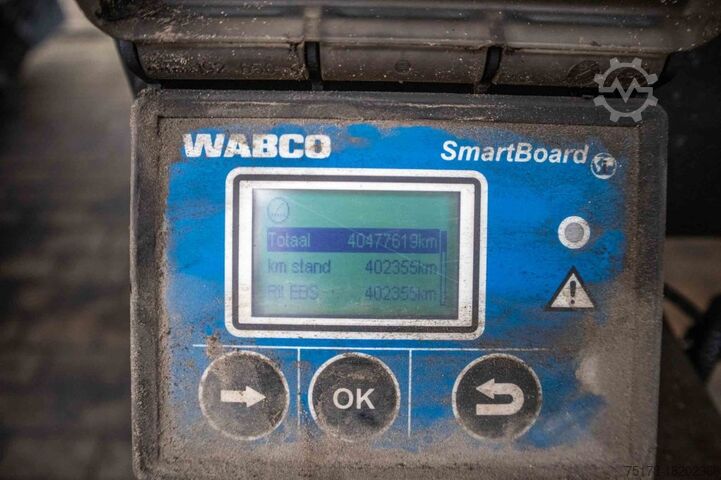 WABCO
SmartBoard
Totaal 40477619km
km stand 402355km
Rit EBS 402355km
OK